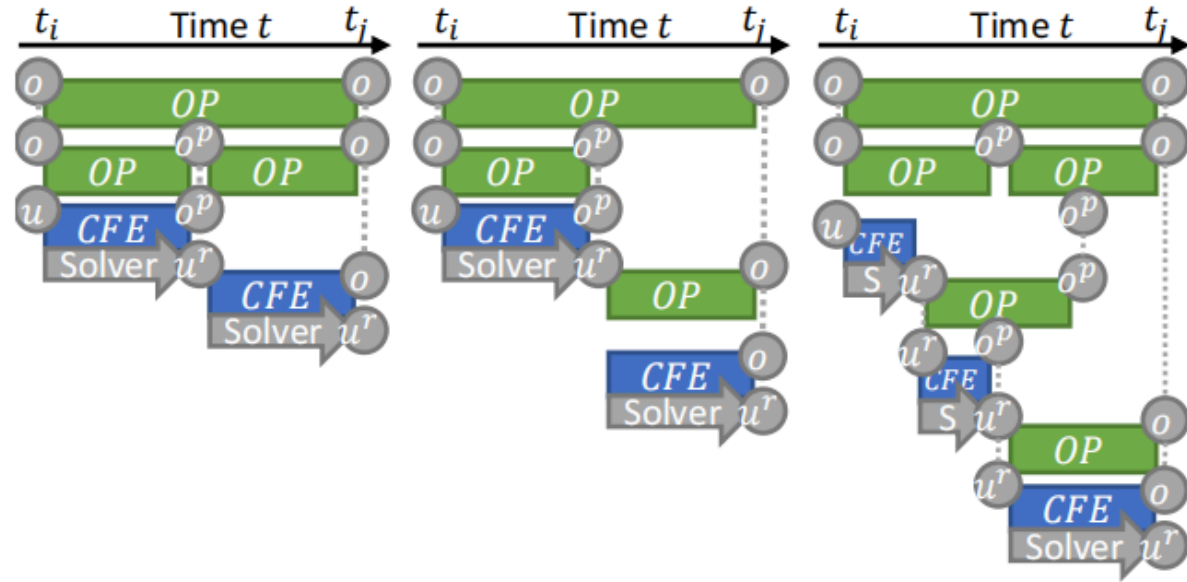 t_i Time t t_j
o OP o
o OP o^p OP o
u CFE o^p
Solver u^r
CFE o
Solver u^r
t_i Time t t_j
o OP o
o OP o^p
u CFE o^p
Solver u^r
OP o
CFE o
Solver u^r
t_i Time t t_j
o OP o
o OP o^p OP o
o^p
u CFE
S u^r OP o^p
u^r CFE o^p
S u^r
OP o
u^r CFE o
Solver u^r